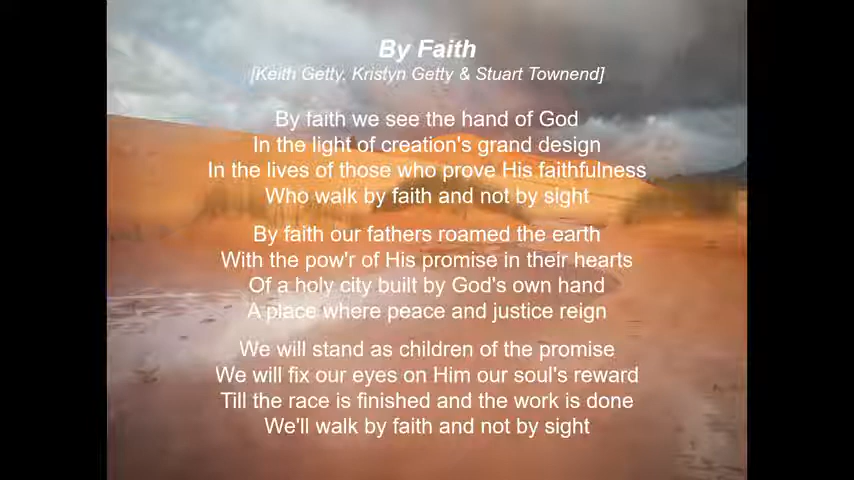 By Faith
[Keith Getty, Kristyn Getty & Stuart Townend]
By faith we see the hand of God
In the light of creation's grand design
In the lives of those who prove His faithfulness
Who walk by faith and not by sight
By faith our fathers roamed the earth
With the pow'r of His promise in their hearts
Of a holy city built by God's own hand
A place where peace and justice reign
We will stand as children of the promise
We will fix our eyes on Him our soul's reward
Till the race is finished and the work is done
We'll walk by faith and not by sight